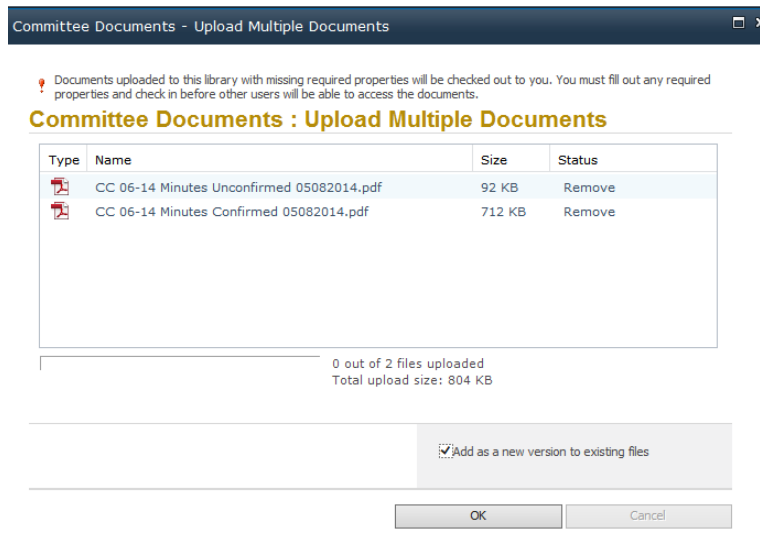 Committee Documents - Upload Multiple Documents
Documents uploaded to this library with missing required properties will be checked out to you. You must fill out any required
properties and check in before other users will be able to access the documents.
Committee Documents : Upload Multiple Documents
Type Name Size Status
CC 06-14 Minutes Unconfirmed 05082014.pdf 92 KB Remove
CC 06-14 Minutes Confirmed 05082014.pdf 712 KB Remove
0 out of 2 files uploaded
Total upload size: 804 KB
Add as a new version to existing files
OK Cancel